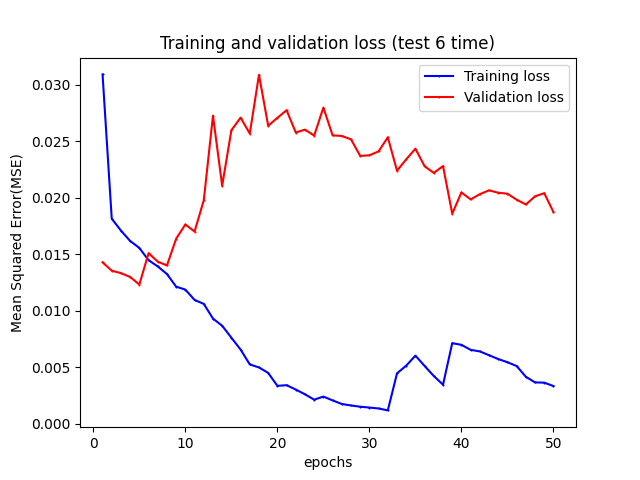 Training and validation loss (test 6 time)
Training loss
Validation loss
Mean Squared Error(MSE)
0.030
0.025
0.020
0.015
0.010
0.005
0.000
0 10 20 30 40 50
epochs